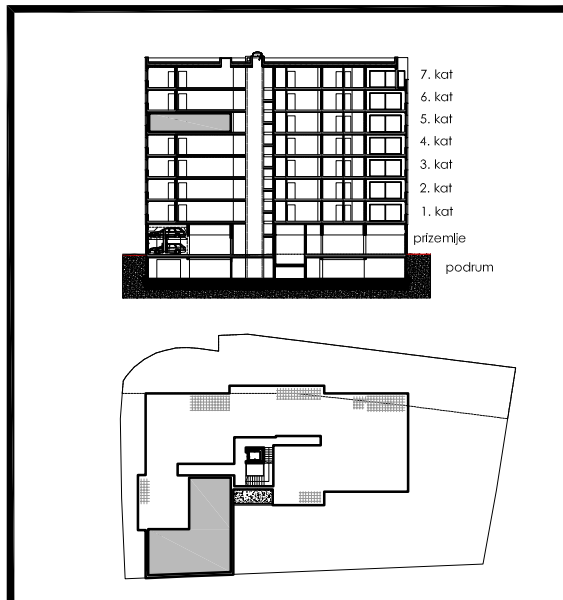 7. kat
6. kat
5. kat
4. kat
3. kat
2. kat
1. kat
prizemlje
podrum